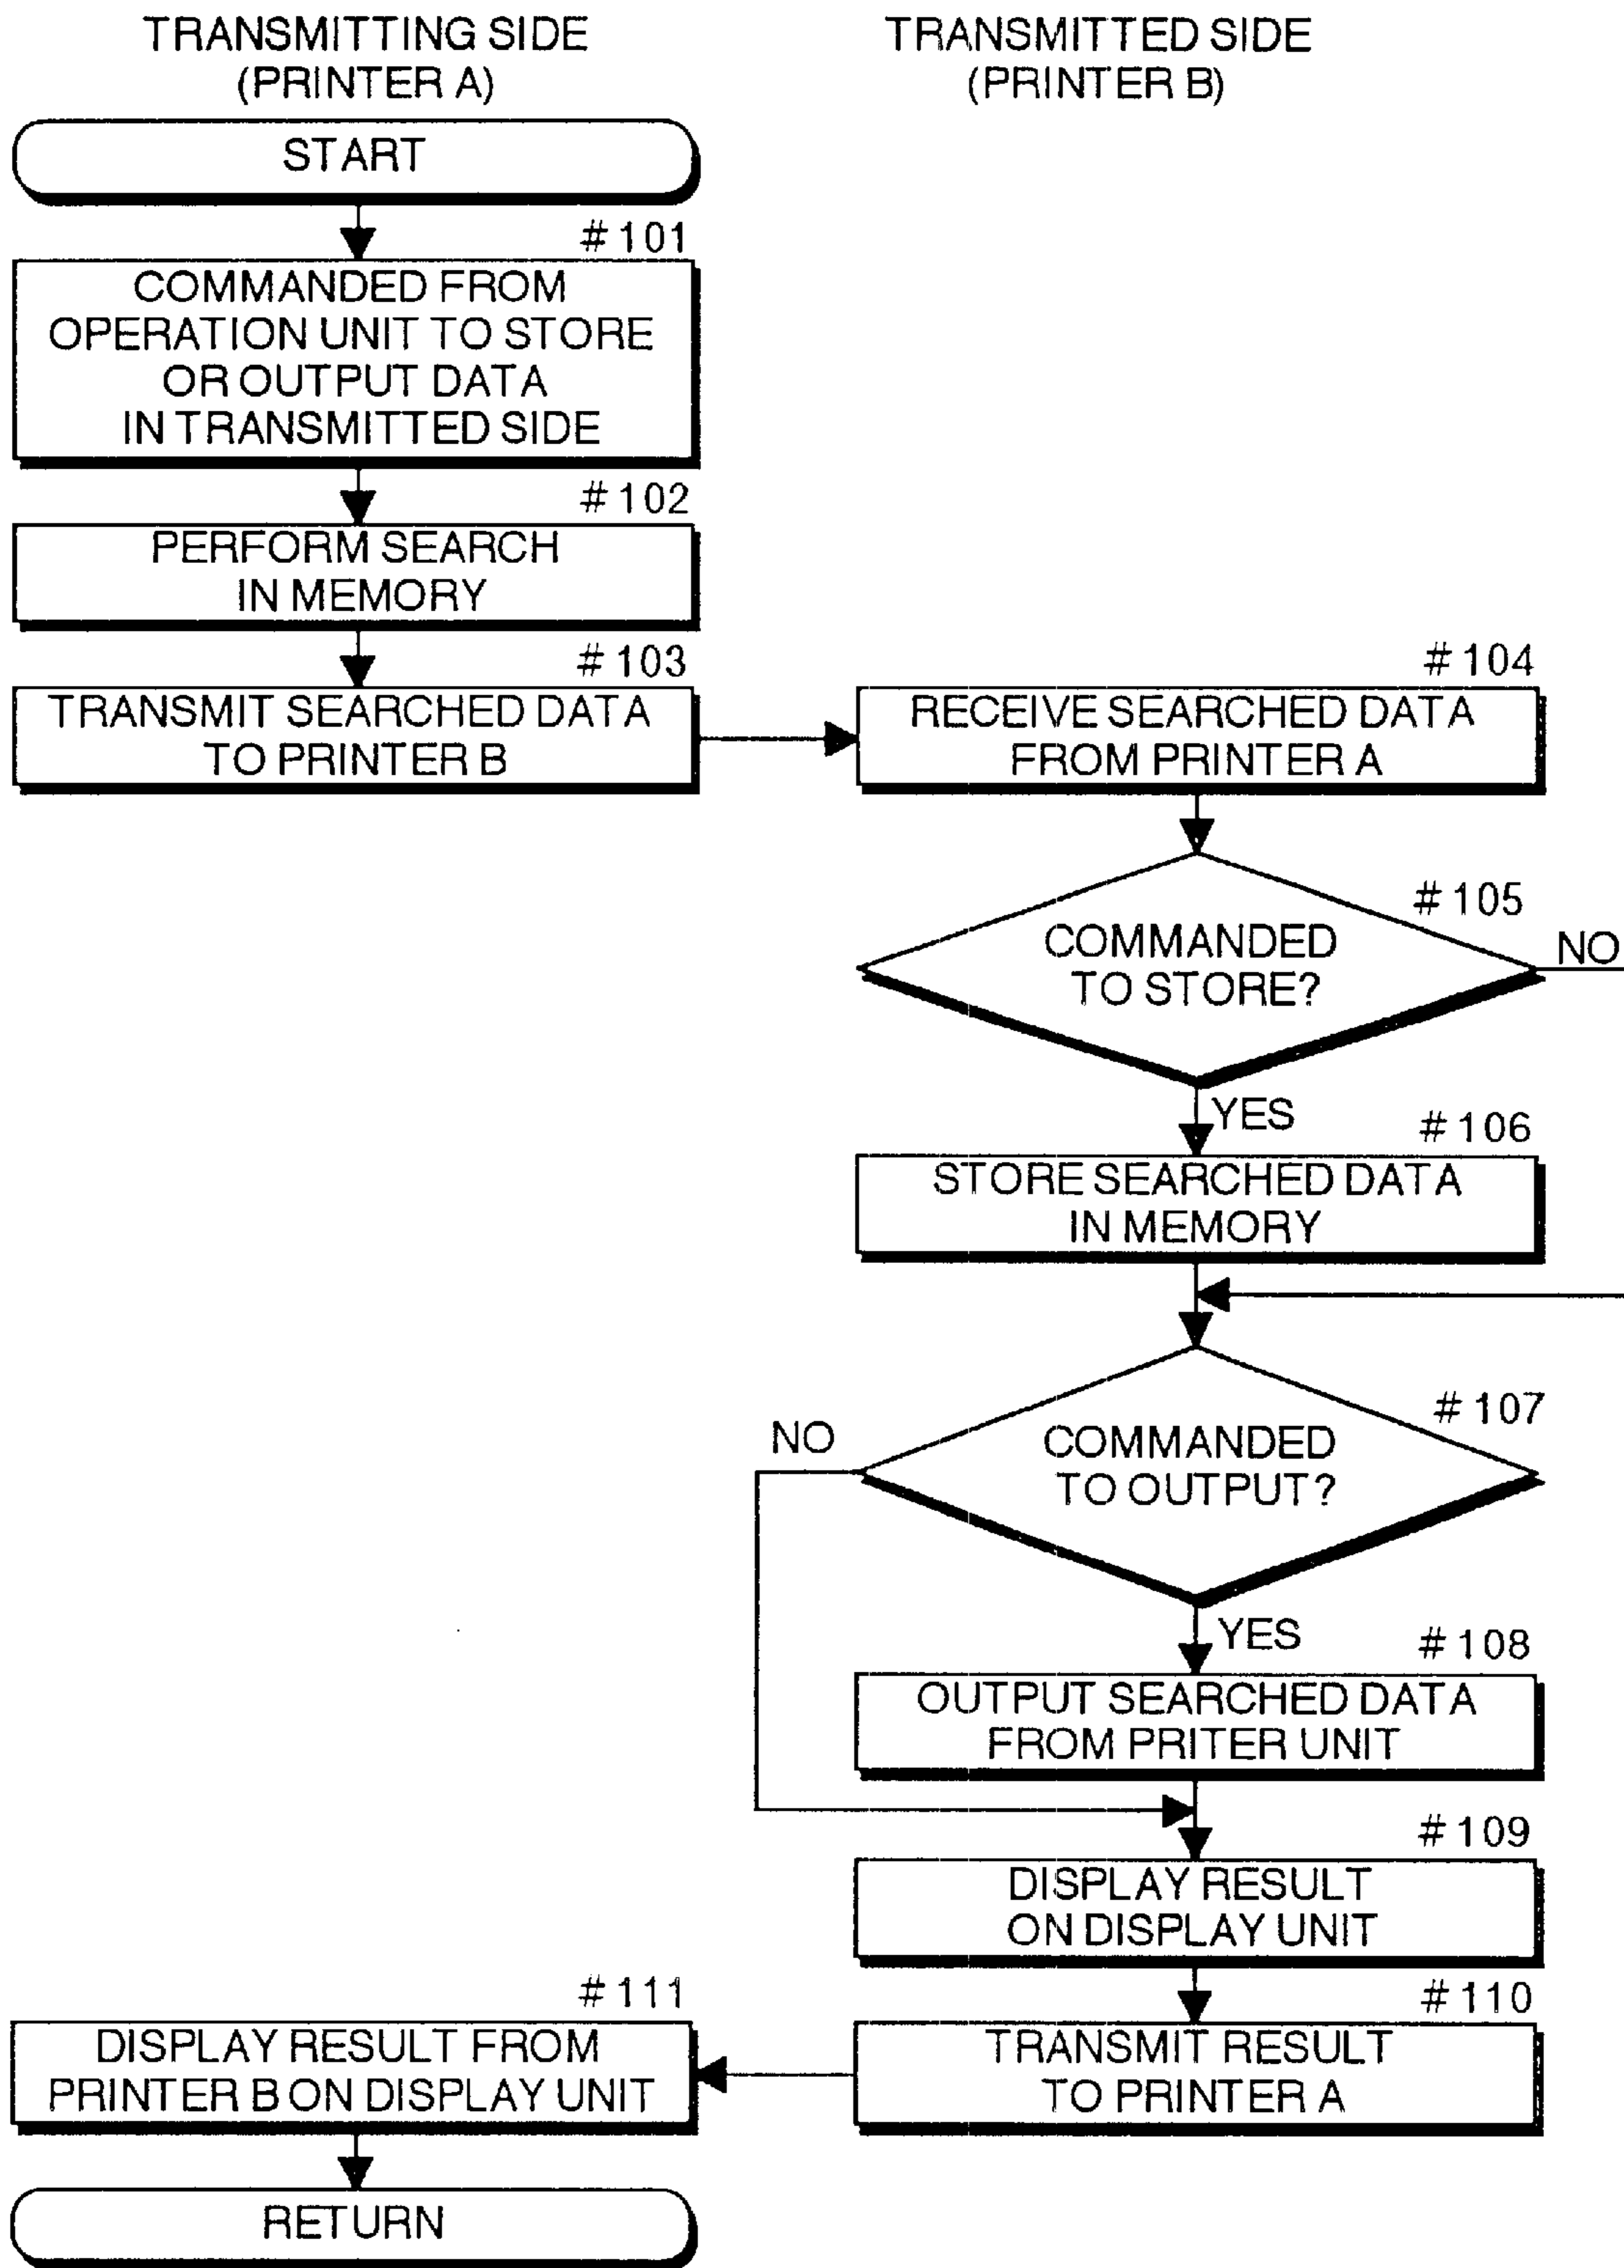 TRANSMITTING SIDE
(PRINTER A)
TRANSMITTED SIDE
(PRINTER B)
START
#101
COMMANDED FROM
OPERATION UNIT TO STORE
OR OUTPUT DATA
IN TRANSMITTED SIDE
#102
PERFORM SEARCH
IN MEMORY
#103
TRANSMIT SEARCHED DATA
TO PRINTER B
#104
RECEIVE SEARCHED DATA
FROM PRINTER A
#105
COMMANDED
TO STORE?
NO
YES
#106
STORE SEARCHED DATA
IN MEMORY
#107
COMMANDED
TO OUTPUT?
NO
YES
#108
OUTPUT SEARCHED DATA
FROM PRITER UNIT
#109
DISPLAY RESULT
ON DISPLAY UNIT
#110
TRANSMIT RESULT
TO PRINTER A
#111
DISPLAY RESULT FROM
PRINTER B ON DISPLAY UNIT
RETURN